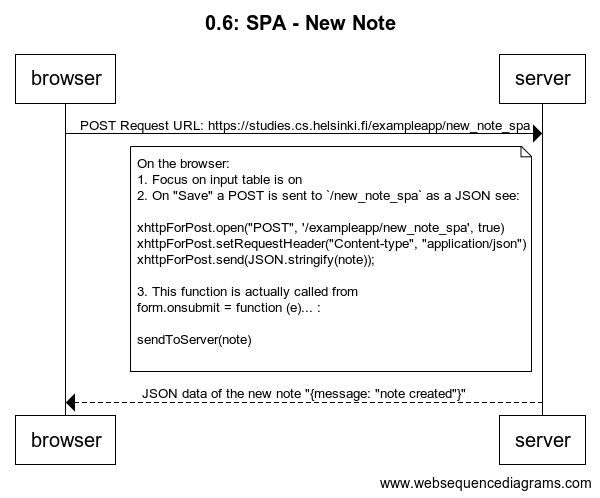 0.6: SPA - New Note
browser
server
POST Request URL: https://studies.cs.helsinki.fi/exampleapp/new_note_spa
On the browser:
1. Focus on input table is on
2. On "Save" a POST is sent to `/new_note_spa` as a JSON see:
xhttpForPost.open("POST", '/exampleapp/new_note_spa', true)
xhttpForPost.setRequestHeader("Content-type", "application/json")
xhttpForPost.send(JSON.stringify(note));
3. This function is actually called from
form.onsubmit = function (e)... :
sendToServer(note)
JSON data of the new note "{message: "note created"}"
browser
server
www.websequencediagrams.com